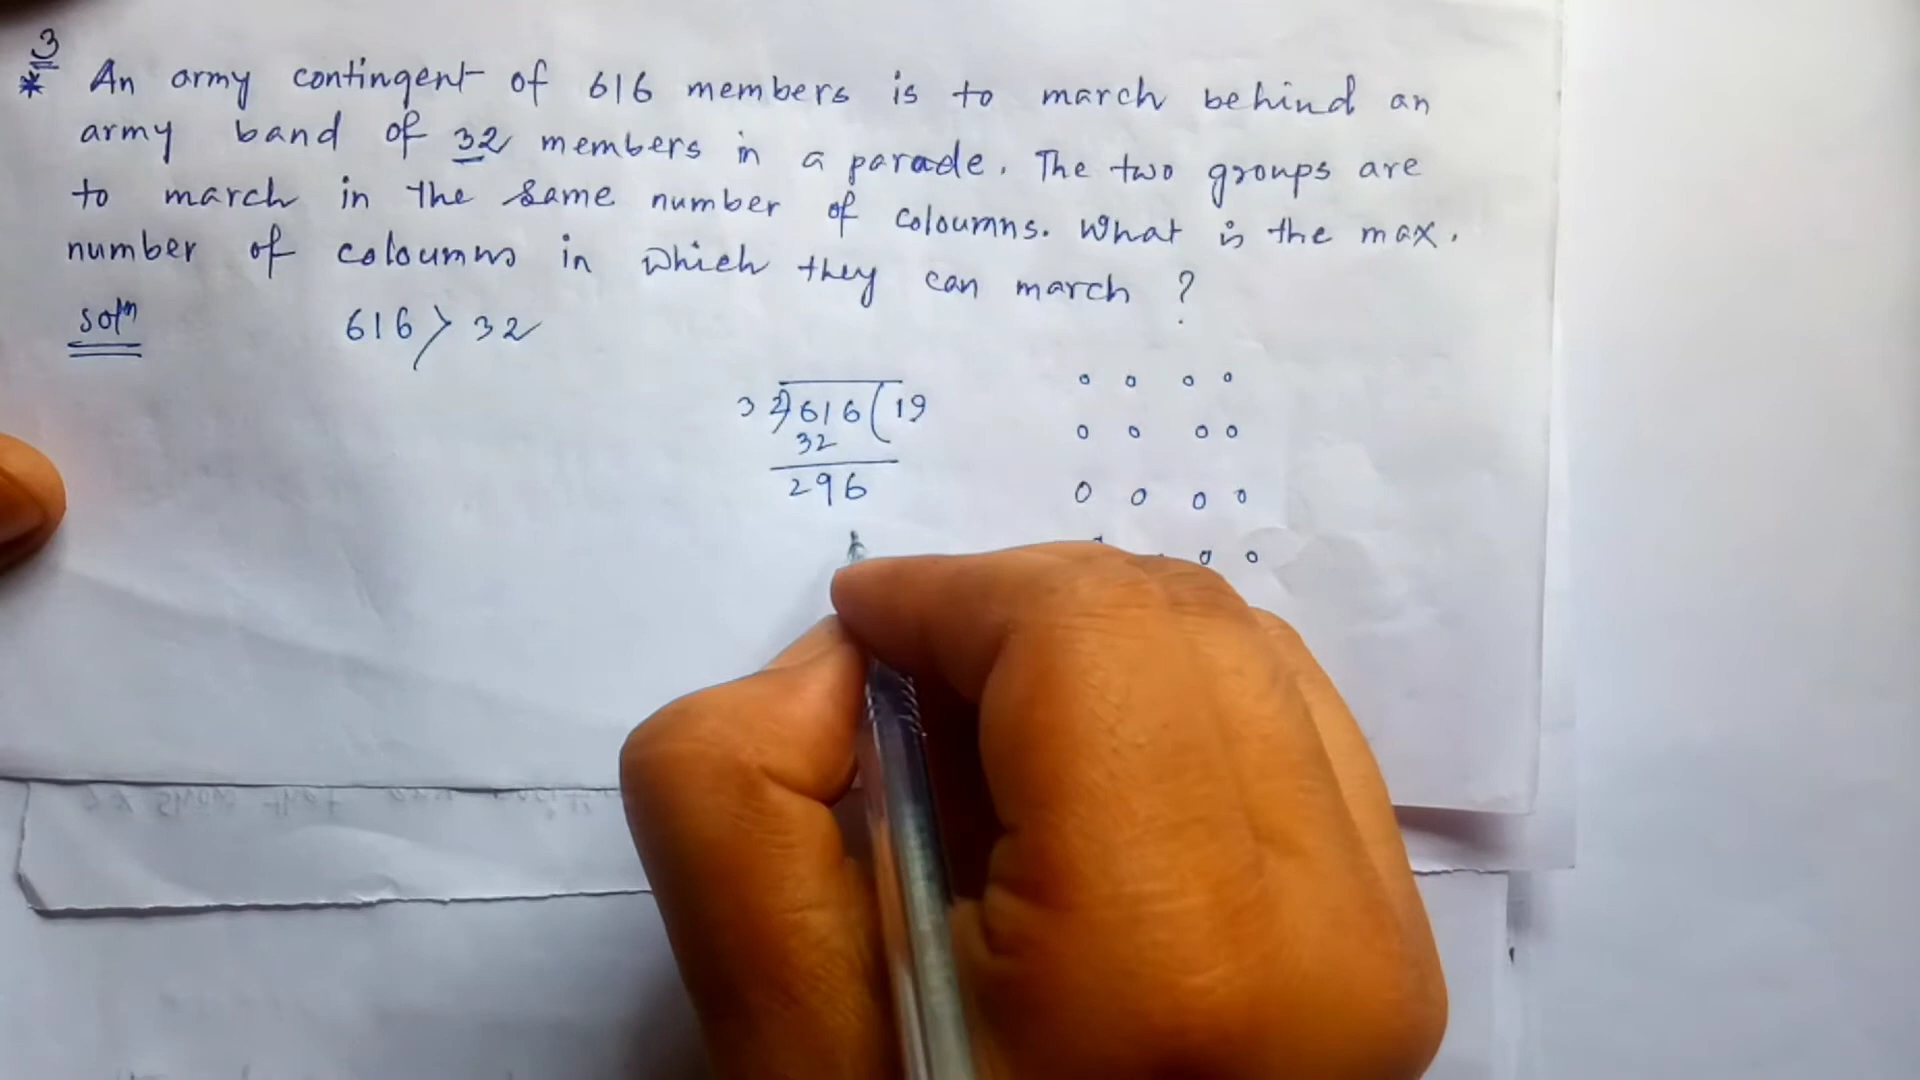 *3 An army contingent of 616 members is to march behind an
army band of 32 members in a parade. The two groups are
to march in the same number of coloumns. What is the max.
number of coloumns in which they can march ?
soln 616 > 32
32)616(19
32
296